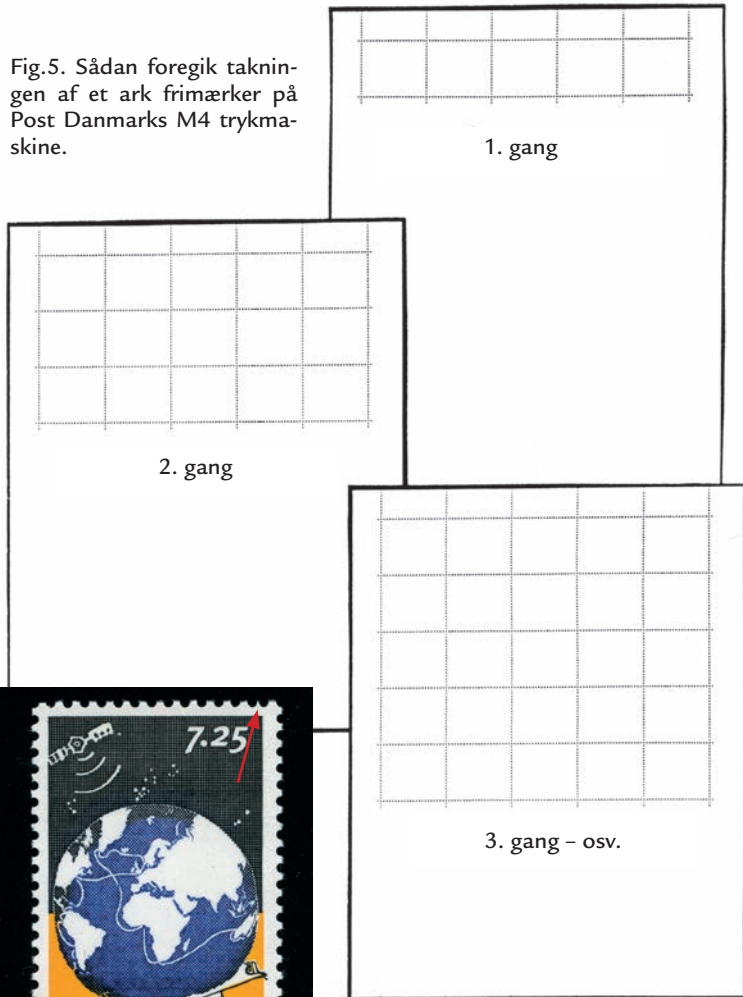 Fig.5. Sådan foregik taknin-
gen af et ark frimærker på
Post Danmarks M4 trykma-
skine.
1. gang
2. gang
3. gang – osv.
7.25